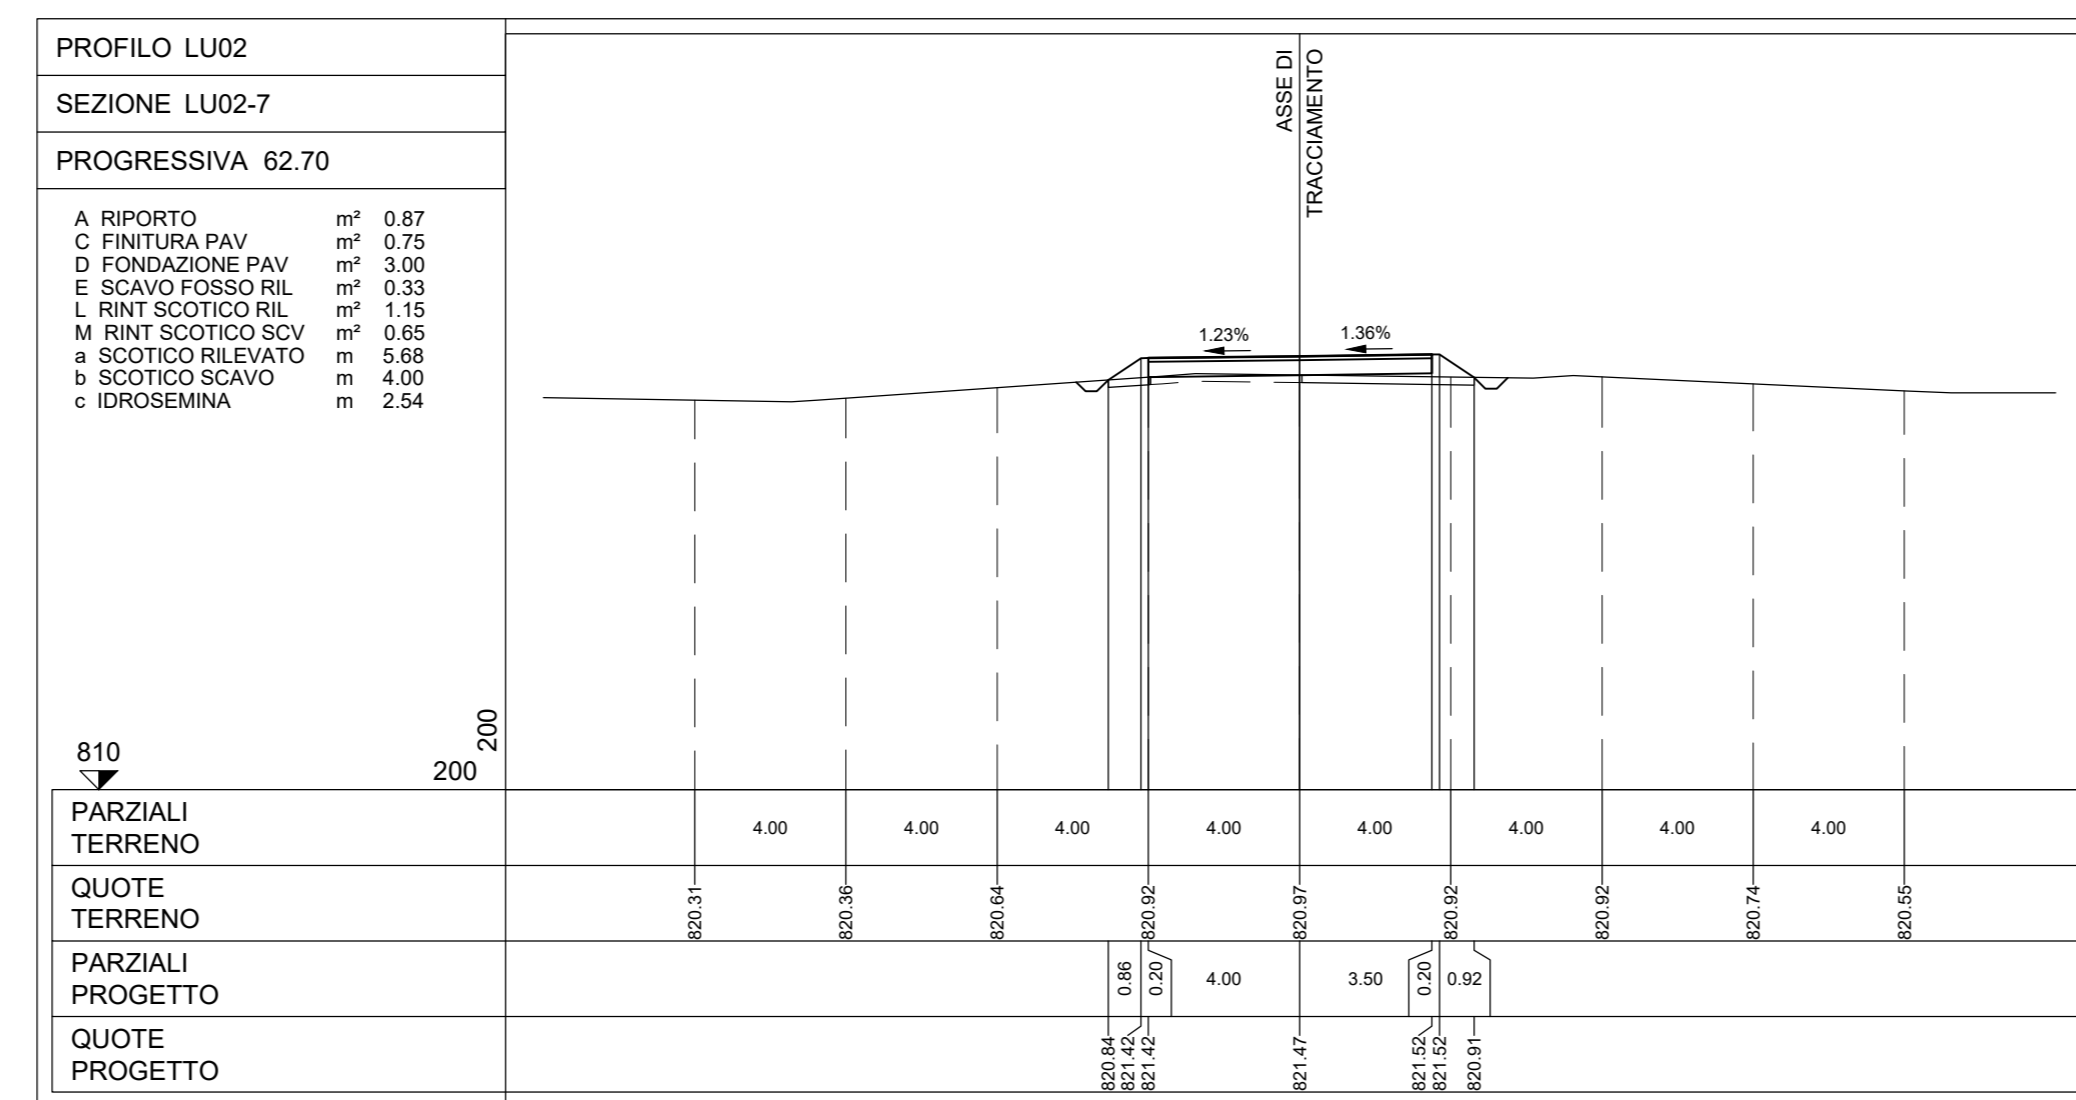 PROFILO LU02
SEZIONE LU02-7
PROGRESSIVA 62.70
A RIPORTO m² 0.87
C FINITURA PAV m² 0.75
D FONDAZIONE PAV m² 3.00
E SCAVO FOSSO RIL m² 0.33
L RINT SCOTICO RIL m² 1.15
M RINT SCOTICO SCV m² 0.65
a SCOTICO RILEVATO m 5.68
b SCOTICO SCAVO m 4.00
c IDROSEMINA m 2.54
ASSE DI
TRACCIAMENTO
1.23% 1.36%
810
200
200
PARZIALI
TERRENO
4.00 4.00 4.00 4.00 4.00 4.00 4.00 4.00
QUOTE
TERRENO
820.31 820.36 820.64 820.92 820.97 820.92 820.92 820.74 820.55
PARZIALI
PROGETTO
0.86 0.20 4.00 3.50 0.20 0.92
QUOTE
PROGETTO
820.84 821.42 821.42 821.47 821.52 821.52 820.91